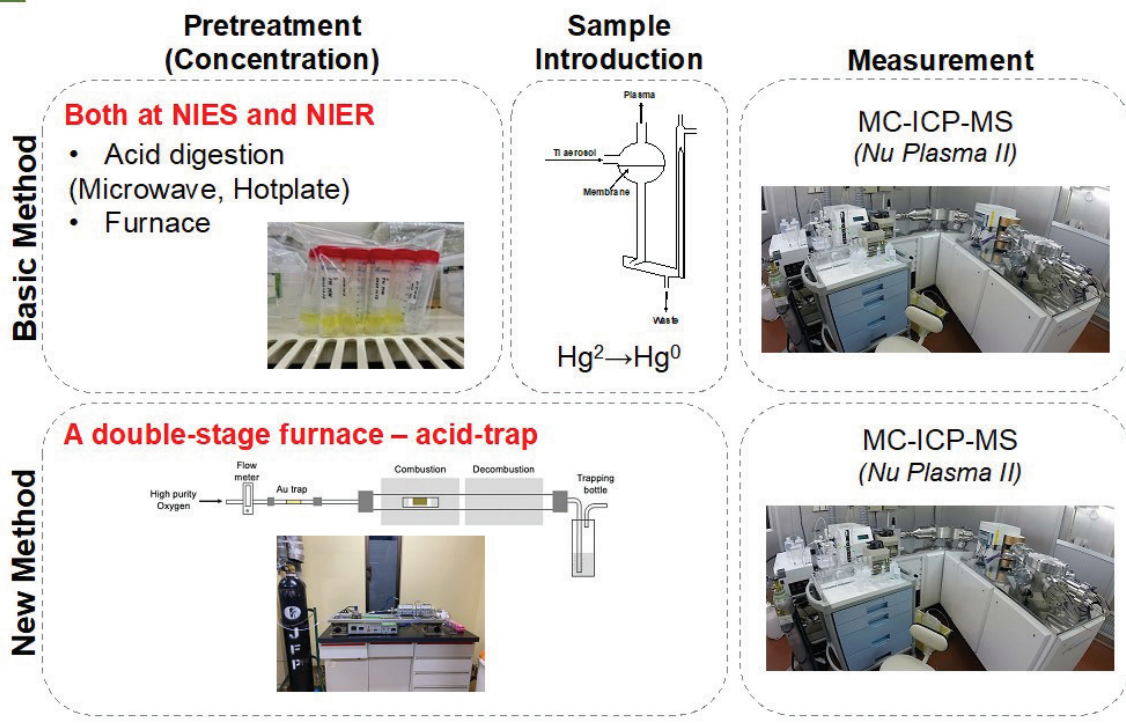 Pretreatment
(Concentration)
Sample
Introduction
Measurement
Basic Method
Both at NIES and NIER
• Acid digestion
(Microwave, Hotplate)
• Furnace
Plasma
Tl aerosol
Membrane
Waste
Hg²→Hg⁰
MC-ICP-MS
(Nu Plasma II)
New Method
A double-stage furnace – acid-trap
Flow
meter
Au trap
High purity
Oxygen
Combustion
Decombustion
Trapping
bottle
MC-ICP-MS
(Nu Plasma II)